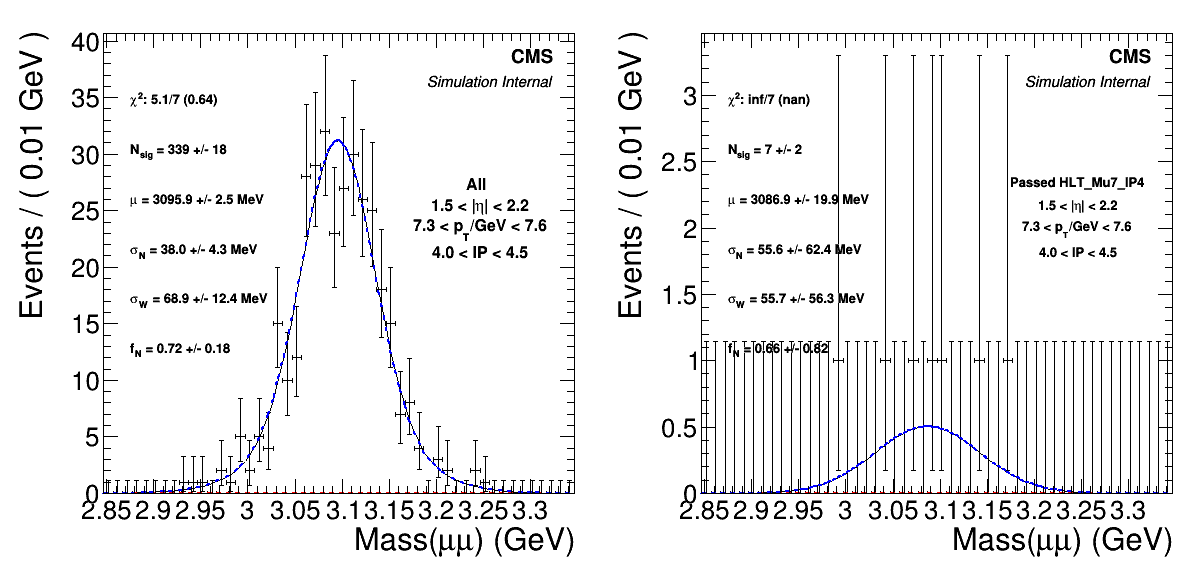 CMS
Simulation Internal
χ²: 5.1/7 (0.64)
N_sig = 339 +/- 18
μ = 3095.9 +/- 2.5 MeV
σ_N = 38.0 +/- 4.3 MeV
σ_W = 68.9 +/- 12.4 MeV
f_N = 0.72 +/- 0.18
All
1.5 < |η| < 2.2
7.3 < p_T/GeV < 7.6
4.0 < IP < 4.5
Events / ( 0.01 GeV )
40
35
30
25
20
15
10
5
0
2.85 2.9 2.95 3 3.05 3.1 3.15 3.2 3.25 3.3
Mass(μμ) (GeV)
CMS
Simulation Internal
χ²: inf/7 (nan)
N_sig = 7 +/- 2
μ = 3086.9 +/- 19.9 MeV
σ_N = 55.6 +/- 62.4 MeV
σ_W = 55.7 +/- 56.3 MeV
f_N = 0.66 +/- 0.82
Passed HLT_Mu7_IP4
1.5 < |η| < 2.2
7.3 < p_T/GeV < 7.6
4.0 < IP < 4.5
Events / ( 0.01 GeV )
3
2.5
2
1.5
1
0.5
0
2.85 2.9 2.95 3 3.05 3.1 3.15 3.2 3.25 3.3
Mass(μμ) (GeV)